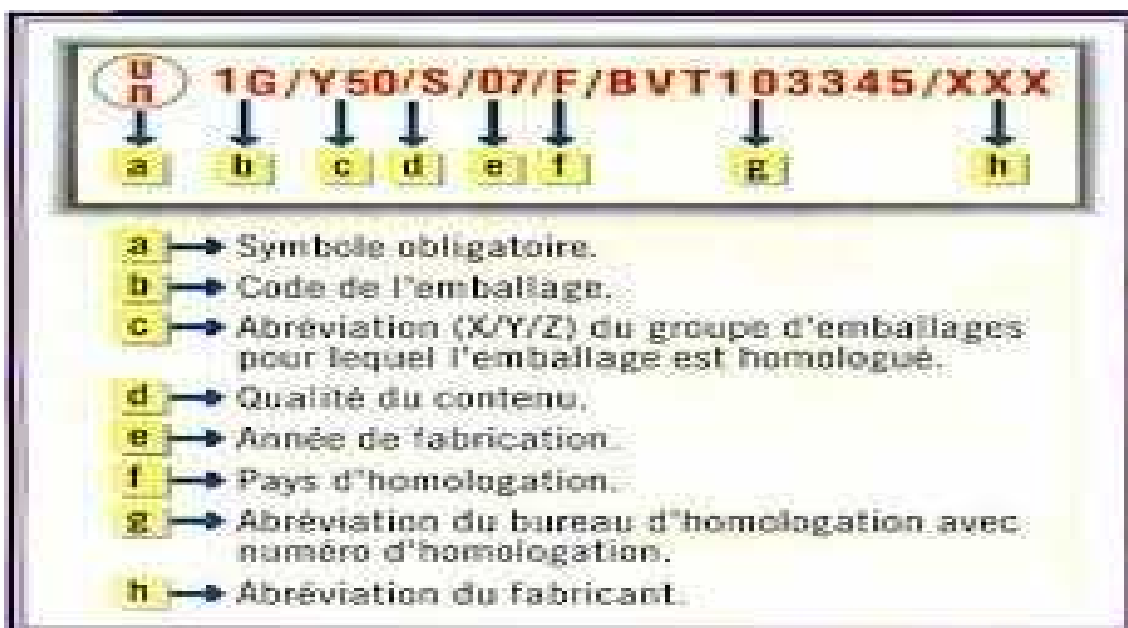 u
n
1G/Y50/S/07/F/BVT103345/XXX
a b c d e f g h
a Symbole obligatoire.
b Code de l'emballage.
c Abréviation (X/Y/Z) du groupe d'emballages
pour lequel l'emballage est homologué.
d Qualité du contenu.
e Année de fabrication.
f Pays d'homologation.
g Abréviation du bureau d'homologation avec
numéro d'homologation.
h Abréviation du fabricant.